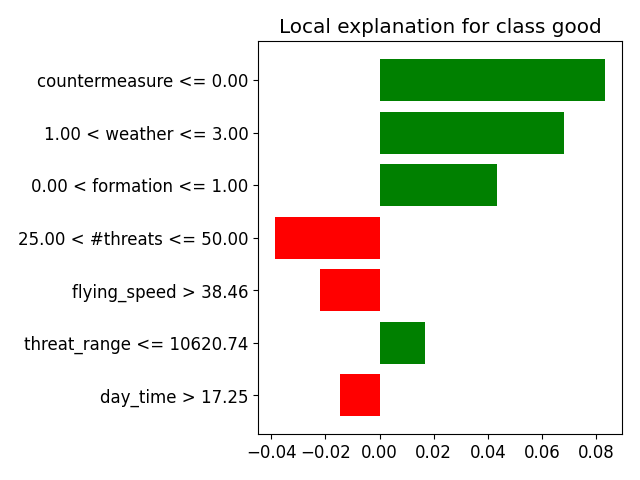 Local explanation for class good
countermeasure <= 0.00
1.00 < weather <= 3.00
0.00 < formation <= 1.00
25.00 < #threats <= 50.00
flying_speed > 38.46
threat_range <= 10620.74
day_time > 17.25
−0.04 −0.02 0.00 0.02 0.04 0.06 0.08